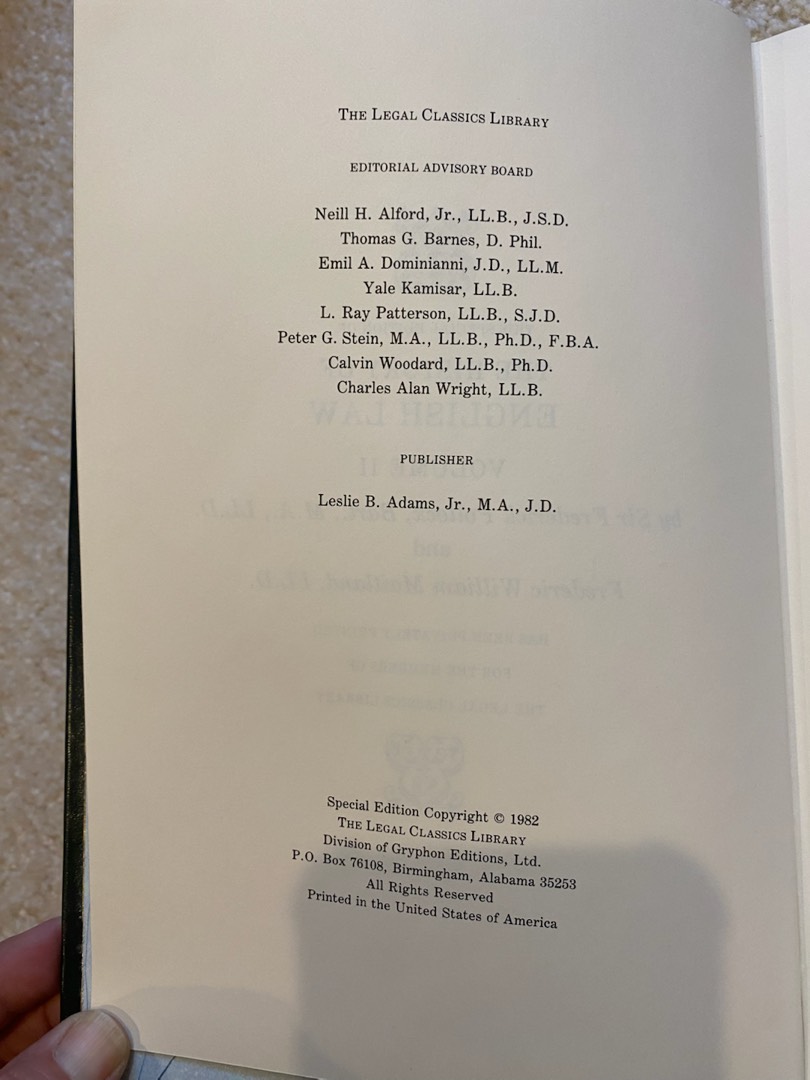 THE LEGAL CLASSICS LIBRARY
EDITORIAL ADVISORY BOARD
Neill H. Alford, Jr., LL.B., J.S.D.
Thomas G. Barnes, D. Phil.
Emil A. Dominianni, J.D., LL.M.
Yale Kamisar, LL.B.
L. Ray Patterson, LL.B., S.J.D.
Peter G. Stein, M.A., LL.B., Ph.D., F.B.A.
Calvin Woodard, LL.B., Ph.D.
Charles Alan Wright, LL.B.
PUBLISHER
Leslie B. Adams, Jr., M.A., J.D.
Special Edition Copyright © 1982
THE LEGAL CLASSICS LIBRARY
Division of Gryphon Editions, Ltd.
P.O. Box 76108, Birmingham, Alabama 35253
All Rights Reserved
Printed in the United States of America